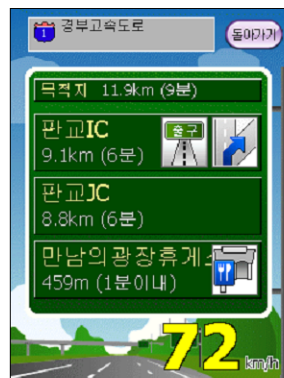 1 경부고속도로
돌아가기
목적지 11.9km (9분)
판교IC
출구
9.1km (6분)
판교JC
8.8km (6분)
만남의광장휴게
459m (1분이내)
72 km/h